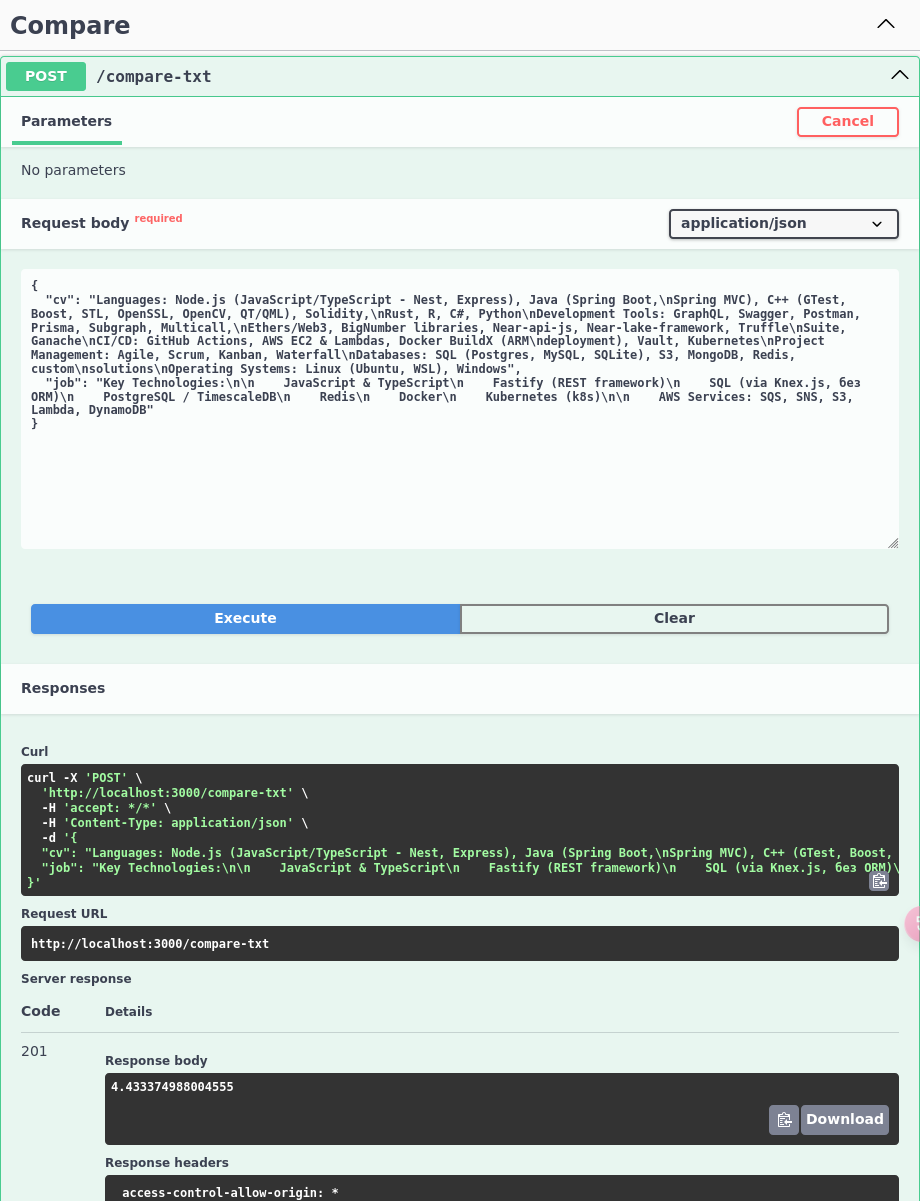 Compare
POST /compare-txt
Parameters
Cancel
No parameters
Request body required
application/json
{
  "cv": "Languages: Node.js (JavaScript/TypeScript - Nest, Express), Java (Spring Boot,\nSpring MVC), C++ (GTest,
Boost, STL, OpenSSL, OpenCV, QT/QML), Solidity,\nRust, R, C#, Python\nDevelopment Tools: GraphQL, Swagger, Postman,
Prisma, Subgraph, Multicall,\nEthers/Web3, BigNumber libraries, Near-api-js, Near-lake-framework, Truffle\nSuite,
Ganache\nCI/CD: GitHub Actions, AWS EC2 & Lambdas, Docker BuildX (ARM\ndeployment), Vault, Kubernetes\nProject
Management: Agile, Scrum, Kanban, Waterfall\nDatabases: SQL (Postgres, MySQL, SQLite), S3, MongoDB, Redis,
custom\nsolutions\nOperating Systems: Linux (Ubuntu, WSL), Windows",
  "job": "Key Technologies:\n\n    JavaScript & TypeScript\n    Fastify (REST framework)\n    SQL (via Knex.js, без
ORM)\n    PostgreSQL / TimescaleDB\n    Redis\n    Docker\n    Kubernetes (k8s)\n\n    AWS Services: SQS, SNS, S3,
Lambda, DynamoDB"
}
Execute
Clear
Responses
Curl
curl -X 'POST' \
  'http://localhost:3000/compare-txt' \
  -H 'accept: */*' \
  -H 'Content-Type: application/json' \
  -d '{
  "cv": "Languages: Node.js (JavaScript/TypeScript - Nest, Express), Java (Spring Boot,\nSpring MVC), C++ (GTest, Boost,
  "job": "Key Technologies:\n\n    JavaScript & TypeScript\n    Fastify (REST framework)\n    SQL (via Knex.js, без ORM)\
}'
Request URL
http://localhost:3000/compare-txt
Server response
Code
Details
201
Response body
4.433374988004555
Download
Response headers
access-control-allow-origin: *